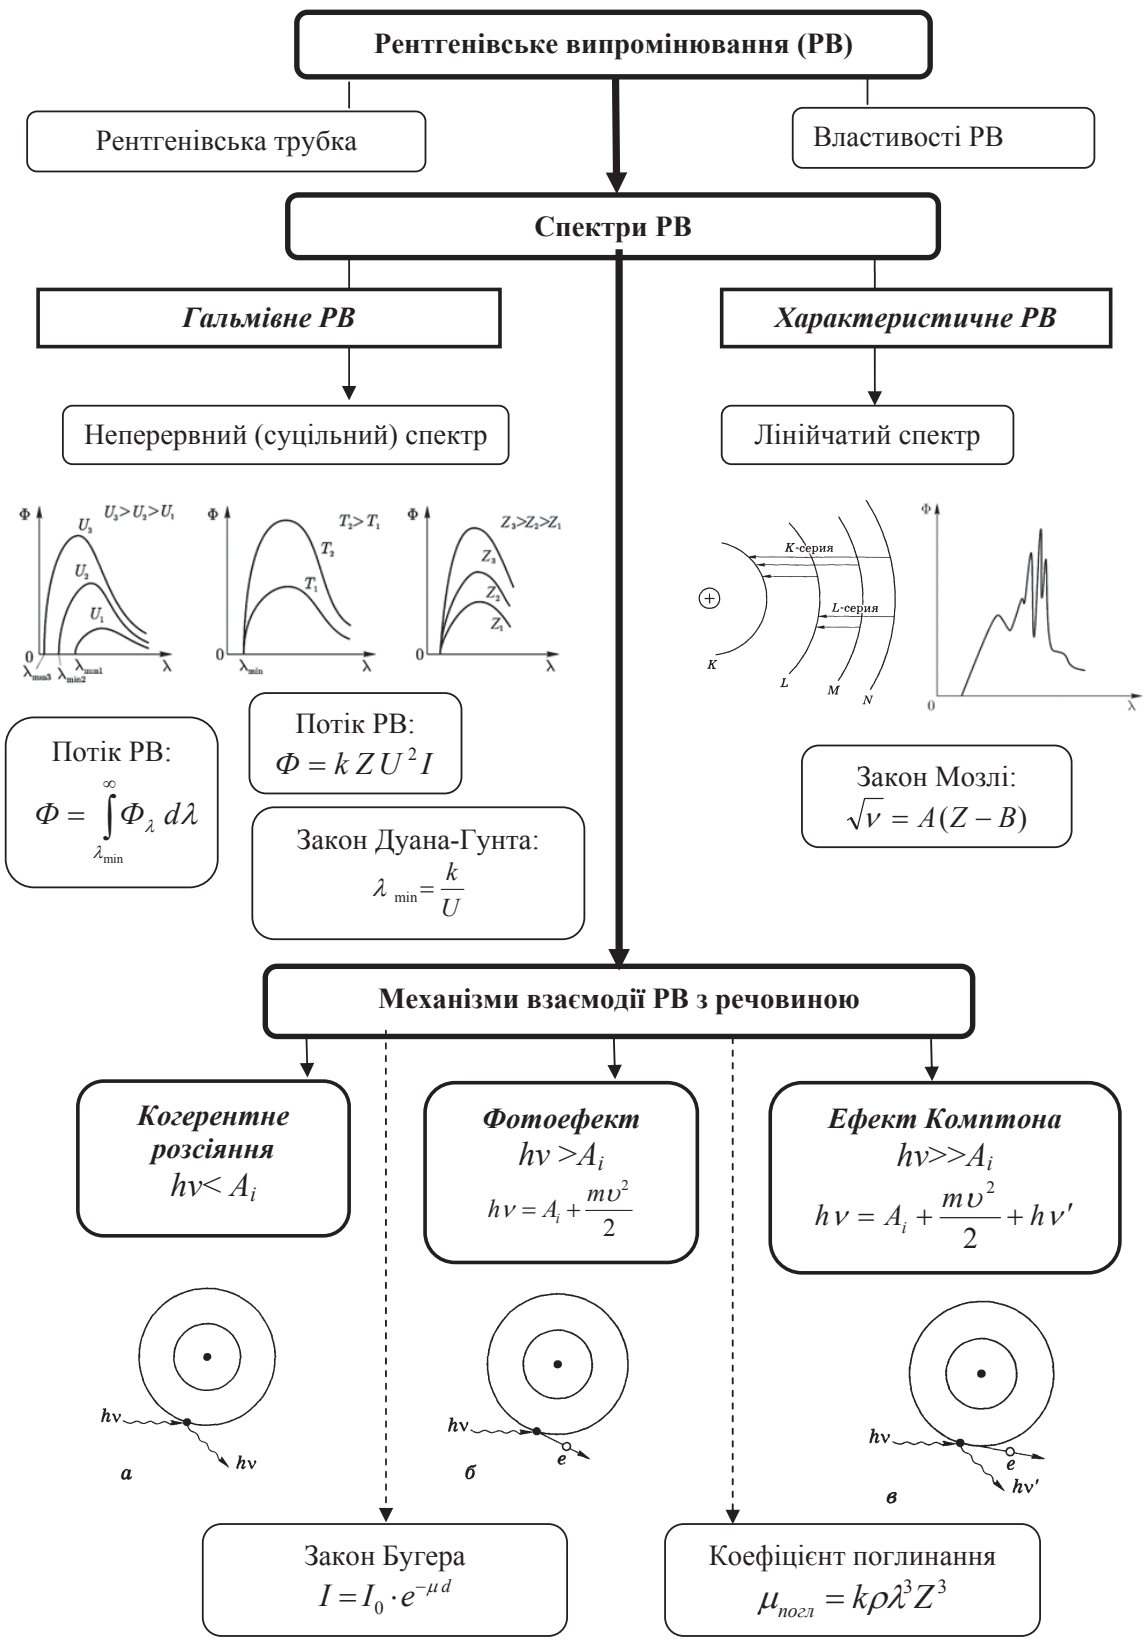 Рентгенівське випромінювання (РВ)
Рентгенівська трубка
Властивості РВ
Спектри РВ
Гальмівне РВ
Характеристичне РВ
Неперервний (суцільний) спектр
Лінійчатий спектр
Φ U₃>U₂>U₁
U₃
U₂
U₁
0
λmin3 λmin2 λmin1 λ
Φ T₂>T₁
T₂
T₁
0 λmin λ
Φ Z₃>Z₂>Z₁
Z₃
Z₂
Z₁
0 λ
K-серия
L-серия
+
K
L
M
N
Φ
0 λ
Потік РВ:
Φ = ∫_{λmin}^{∞} Φ_λ dλ
Потік РВ:
Φ = k Z U² I
Закон Дуана-Гунта:
λ min = k/U
Закон Мозлі:
√ν = A(Z − B)
Механізми взаємодії РВ з речовиною
Когерентне
розсіяння
hν< Aᵢ
Фотоефект
hν >Aᵢ
hν = Aᵢ + mυ²/2
Ефект Комптона
hν>>Aᵢ
hν = Aᵢ + mυ²/2 + hν′
hν
hν
а
hν
e
б
hν
e
hν′
в
Закон Бугера
I = I₀ · e^{−μd}
Коефіцієнт поглинання
μпогл = kρλ³Z³